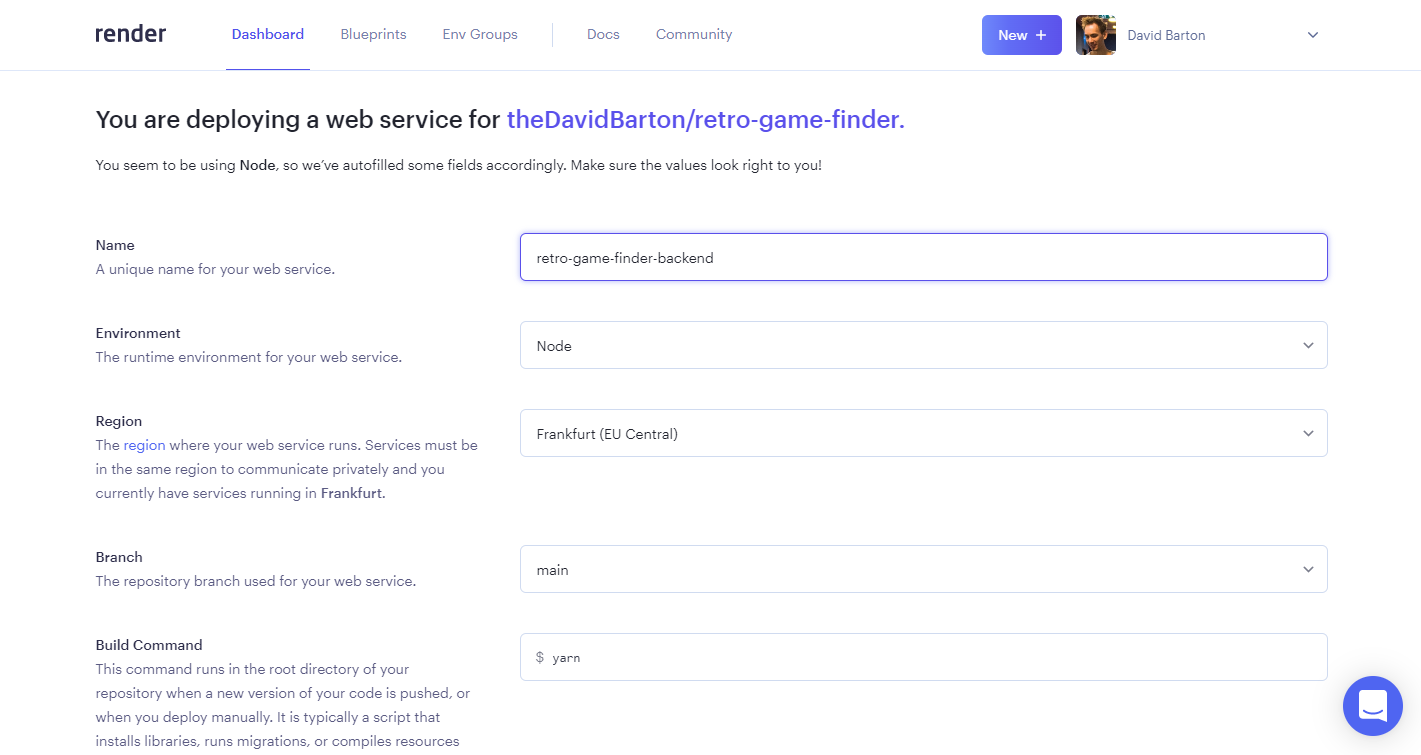 render
Dashboard Blueprints Env Groups Docs Community New + David Barton
You are deploying a web service for theDavidBarton/retro-game-finder.
You seem to be using Node, so we’ve autofilled some fields accordingly. Make sure the values look right to you!
Name
A unique name for your web service.
retro-game-finder-backend
Environment
The runtime environment for your web service.
Node
Region
The region where your web service runs. Services must be
in the same region to communicate privately and you
currently have services running in Frankfurt.
Frankfurt (EU Central)
Branch
The repository branch used for your web service.
main
Build Command
This command runs in the root directory of your
repository when a new version of your code is pushed, or
when you deploy manually. It is typically a script that
installs libraries, runs migrations, or compiles resources
$ yarn